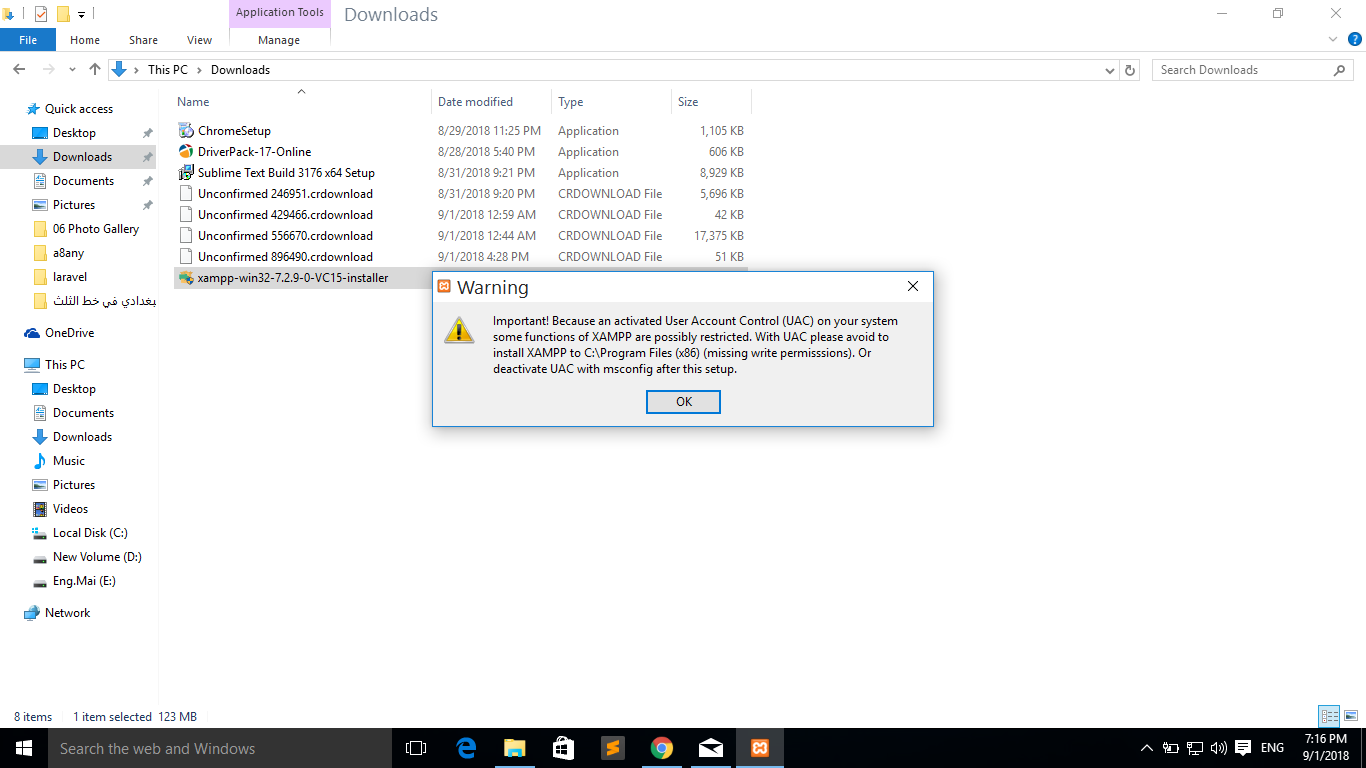 Application Tools
Downloads
File
Home
Share
View
Manage
This PC
Downloads
Search Downloads
Quick access
Desktop
Downloads
Documents
Pictures
06 Photo Gallery
a8any
laravel
بغدادي في خط الثلث
OneDrive
This PC
Desktop
Documents
Downloads
Music
Pictures
Videos
Local Disk (C:)
New Volume (D:)
Eng.Mai (E:)
Network
Name Date modified Type Size
ChromeSetup 8/29/2018 11:25 PM Application 1,105 KB
DriverPack-17-Online 8/28/2018 5:40 PM Application 606 KB
Sublime Text Build 3176 x64 Setup 8/31/2018 9:21 PM Application 8,929 KB
Unconfirmed 246951.crdownload 8/31/2018 9:20 PM CRDOWNLOAD File 5,696 KB
Unconfirmed 429466.crdownload 9/1/2018 12:59 AM CRDOWNLOAD File 42 KB
Unconfirmed 556670.crdownload 9/1/2018 12:44 AM CRDOWNLOAD File 17,375 KB
Unconfirmed 896490.crdownload 9/1/2018 4:28 PM CRDOWNLOAD File 51 KB
xampp-win32-7.2.9-0-VC15-installer
Warning
Important! Because an activated User Account Control (UAC) on your system
some functions of XAMPP are possibly restricted. With UAC please avoid to
install XAMPP to C:\Program Files (x86) (missing write permisssions). Or
deactivate UAC with msconfig after this setup.
OK
8 items 1 item selected 123 MB
Search the web and Windows
ENG
7:16 PM
9/1/2018